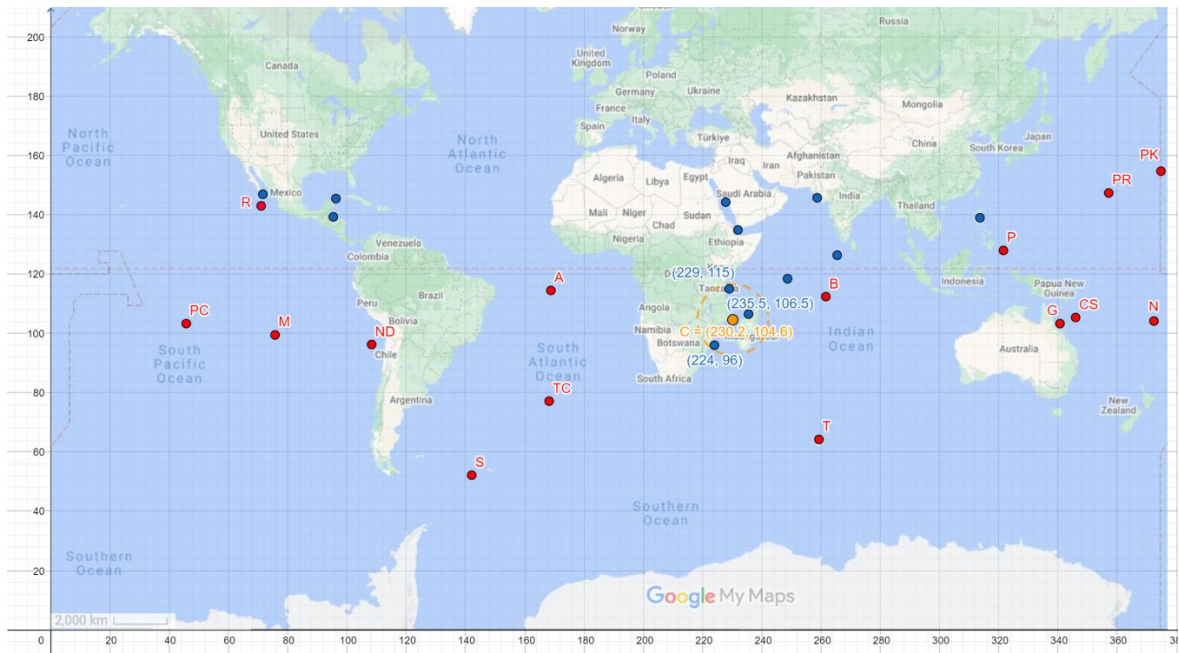 200
180
160
140
120
100
80
60
40
20
0
20
40
60
80
100
120
140
160
180
200
220
240
260
280
300
320
340
360
Russia
Norway
Canada
United
Kingdom
Poland
Germany
Ukraine
France
Kazakhstan
Mongolia
Italy
North
Pacific
Ocean
United States
North
Atlantic
Ocean
Spain
Türkiye
China
Japan
South Korea
Iraq
Iran
Afghanistan
Pakistan
PK
PR
Algeria
Libya
Egypt
R
Mexico
Saudi Arabia
India
Mali
Niger
Sudan
Chad
Thailand
Nigeria
Ethiopia
P
Venezuela
Colombia
(229, 115)
A
Tanzania
B
Indonesia
Papua New
Guinea
Peru
Brazil
Angola
(235.5, 106.5)
PC
M
Bolivia
ND
Chile
Namibia
Botswana
C = (230.2, 104.6)
Indian
Ocean
G
CS
N
South
Pacific
Ocean
South
Atlantic
Ocean
(224, 96)
Australia
South Africa
TC
Argentina
New
Zealand
T
S
Southern
Ocean
Southern
Ocean
Google My Maps
2,000 km